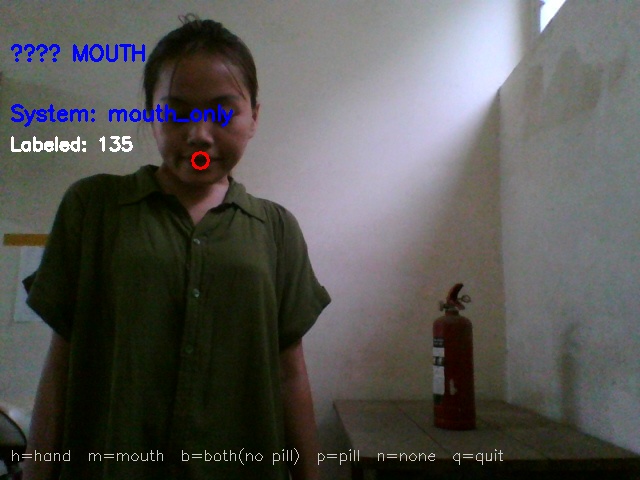 ???? MOUTH
System: mouth_only
Labeled: 135
h=hand m=mouth b=both(no pill) p=pill n=none q=quit